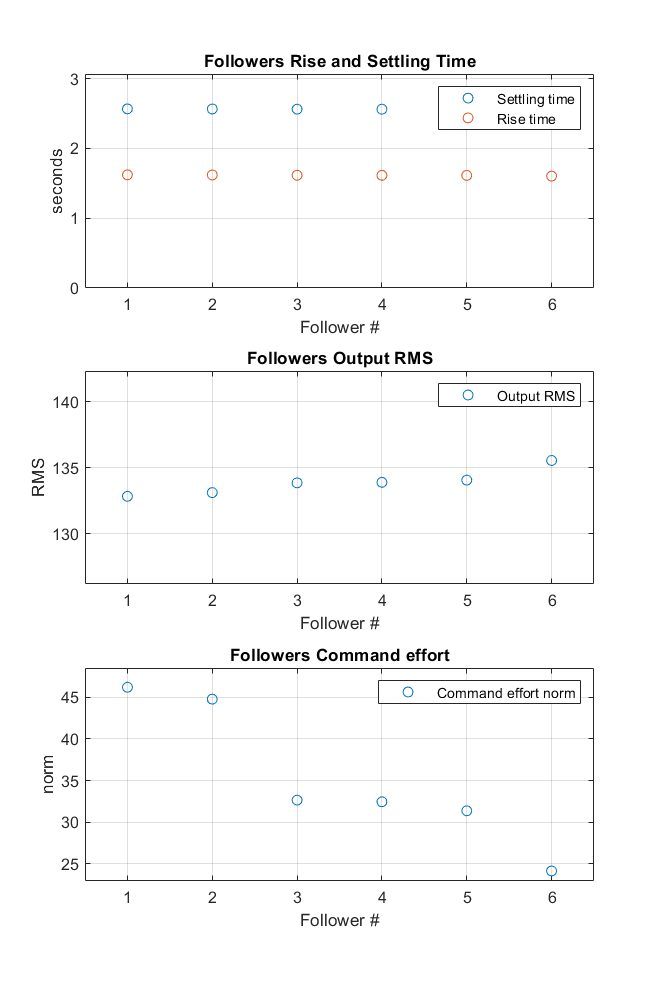 Followers Rise and Settling Time
3
2
1
0
seconds
Settling time
Rise time
1 2 3 4 5 6
Follower #
Followers Output RMS
140
135
130
RMS
Output RMS
1 2 3 4 5 6
Follower #
Followers Command effort
45
40
35
30
25
norm
Command effort norm
1 2 3 4 5 6
Follower #